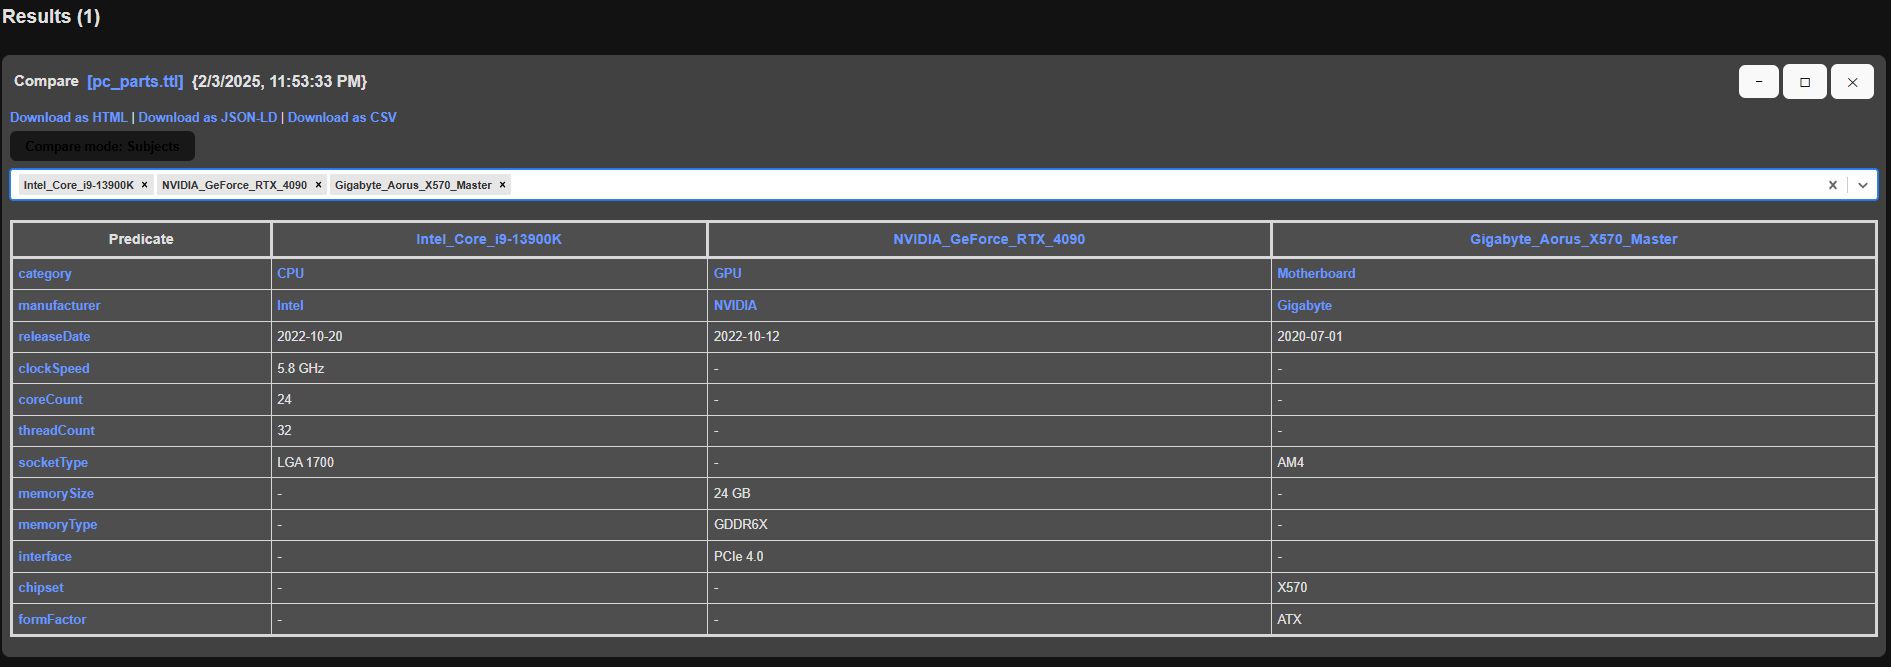 Results (1)
Compare [pc_parts.ttl] {2/3/2025, 11:53:33 PM}
Download as HTML | Download as JSON-LD | Download as CSV
Compare mode: Subjects
Intel_Core_i9-13900K × NVIDIA_GeForce_RTX_4090 × Gigabyte_Aorus_X570_Master ×
Predicate Intel_Core_i9-13900K NVIDIA_GeForce_RTX_4090 Gigabyte_Aorus_X570_Master
category CPU GPU Motherboard
manufacturer Intel NVIDIA Gigabyte
releaseDate 2022-10-20 2022-10-12 2020-07-01
clockSpeed 5.8 GHz - -
coreCount 24 - -
threadCount 32 - -
socketType LGA 1700 - AM4
memorySize - 24 GB -
memoryType - GDDR6X -
interface - PCIe 4.0 -
chipset - - X570
formFactor - - ATX